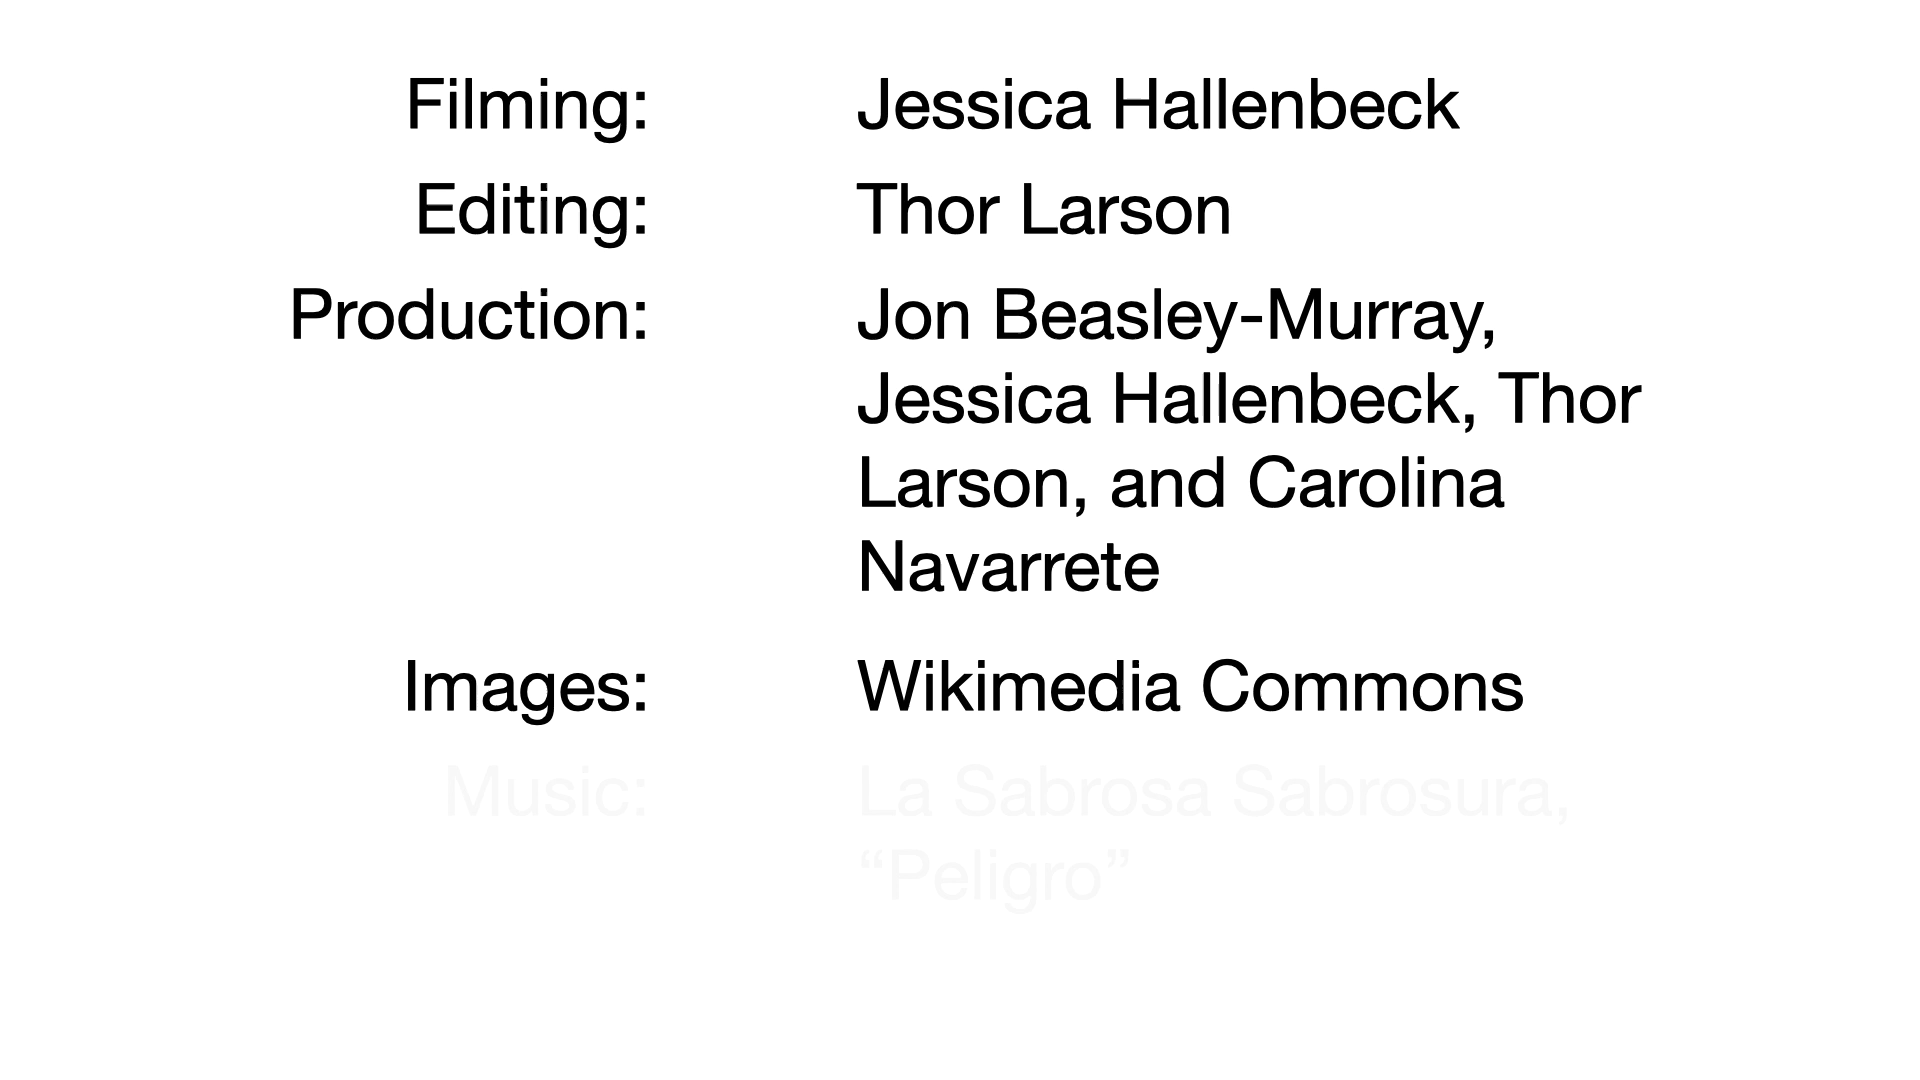 Filming: Jessica Hallenbeck
Editing: Thor Larson
Production: Jon Beasley-Murray,
Jessica Hallenbeck, Thor
Larson, and Carolina
Navarrete
Images: Wikimedia Commons
Music: La Sabrosa Sabrosura,
“Peligro”